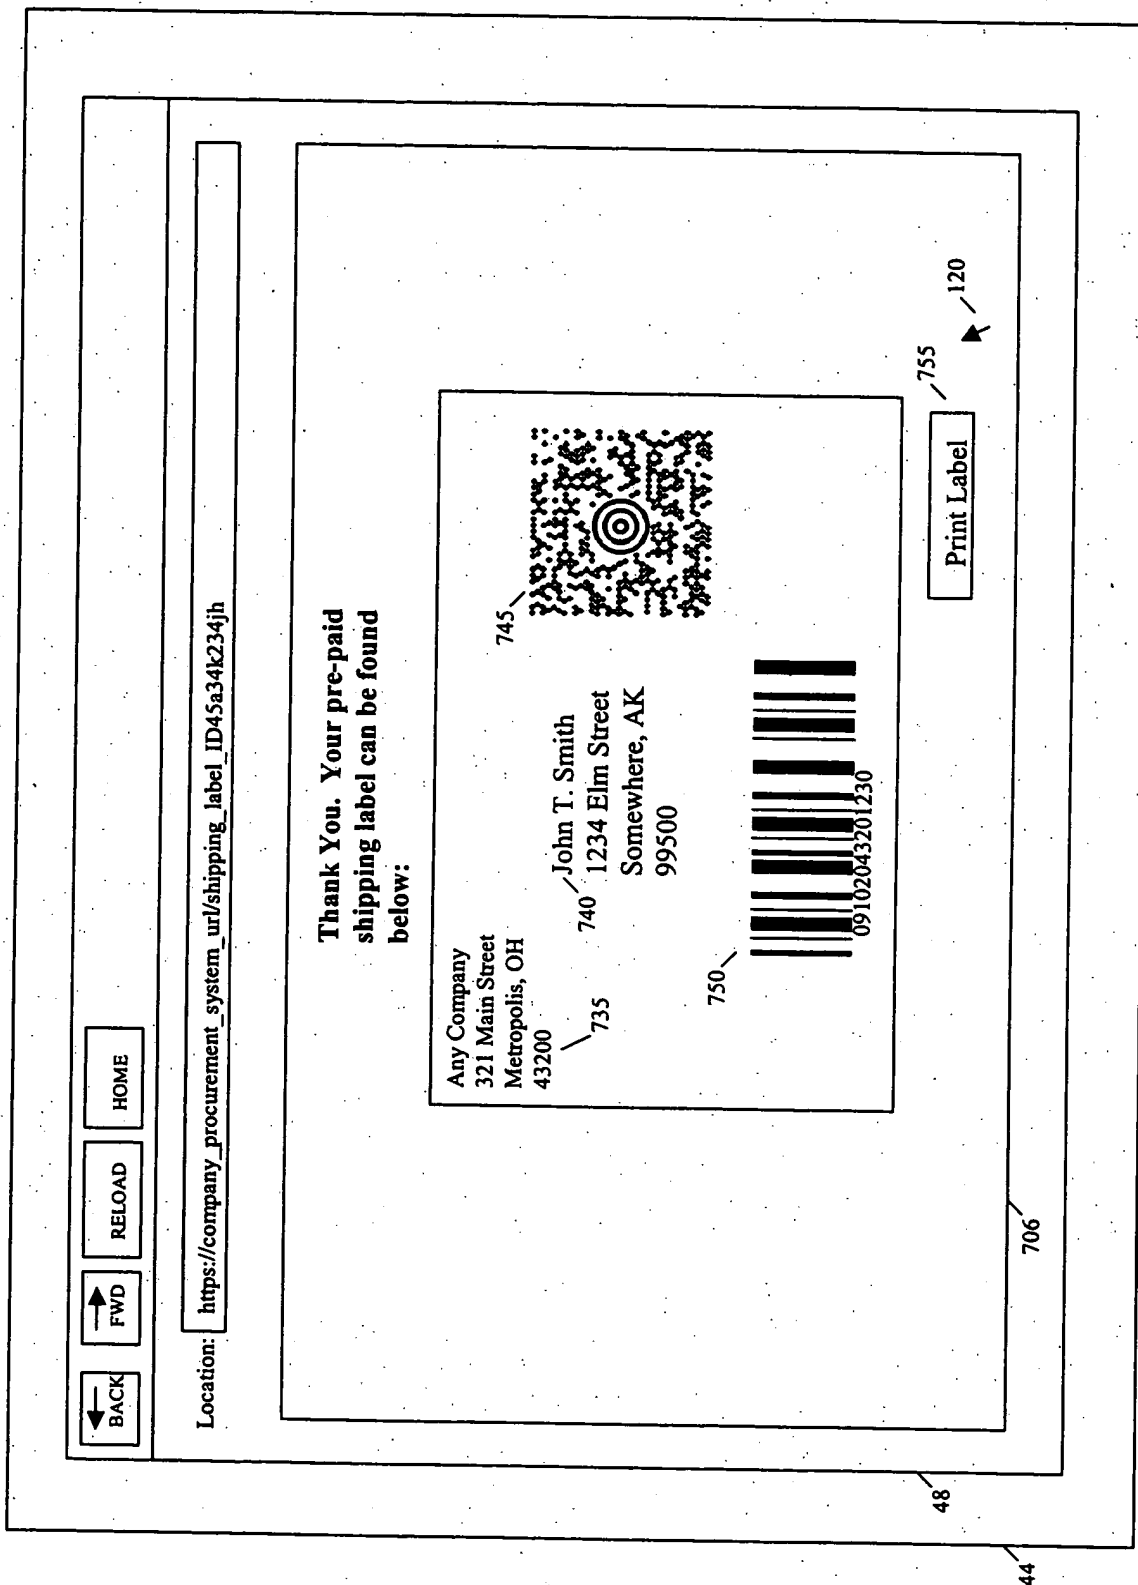 BACK
FWD
RELOAD
HOME
Location: https://company_procurement_system_url/shipping_label_ID45a34k234jh
Thank You. Your pre-paid
shipping label can be found
below:
Any Company
321 Main Street
Metropolis, OH
43200
735
740
John T. Smith
1234 Elm Street
Somewhere, AK
99500
745
750
09102043201230
Print Label
755
120
706
48
44